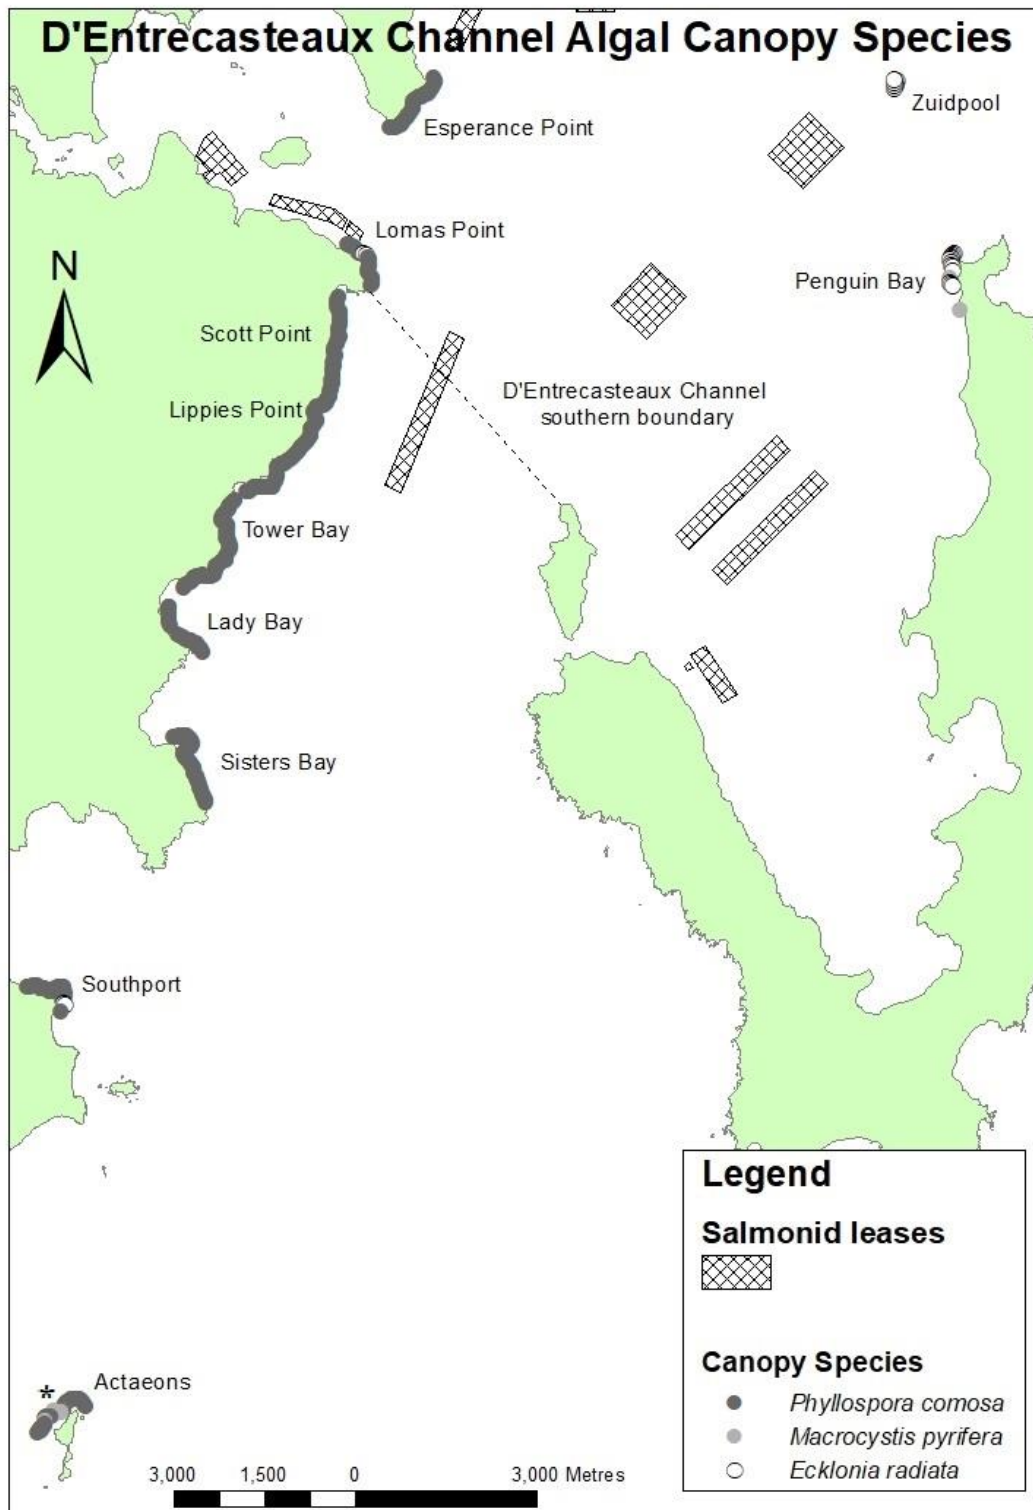 D'Entrecasteaux Channel Algal Canopy Species
Zuidpool
Esperance Point
Lomas Point
N
Penguin Bay
Scott Point
D'Entrecasteaux Channel
southern boundary
Lippies Point
Tower Bay
Lady Bay
Sisters Bay
Southport
Legend
Salmonid leases
Canopy Species
Phyllospora comosa
Macrocystis pyrifera
Ecklonia radiata
Actaeons
*
3,000 1,500 0 3,000 Metres